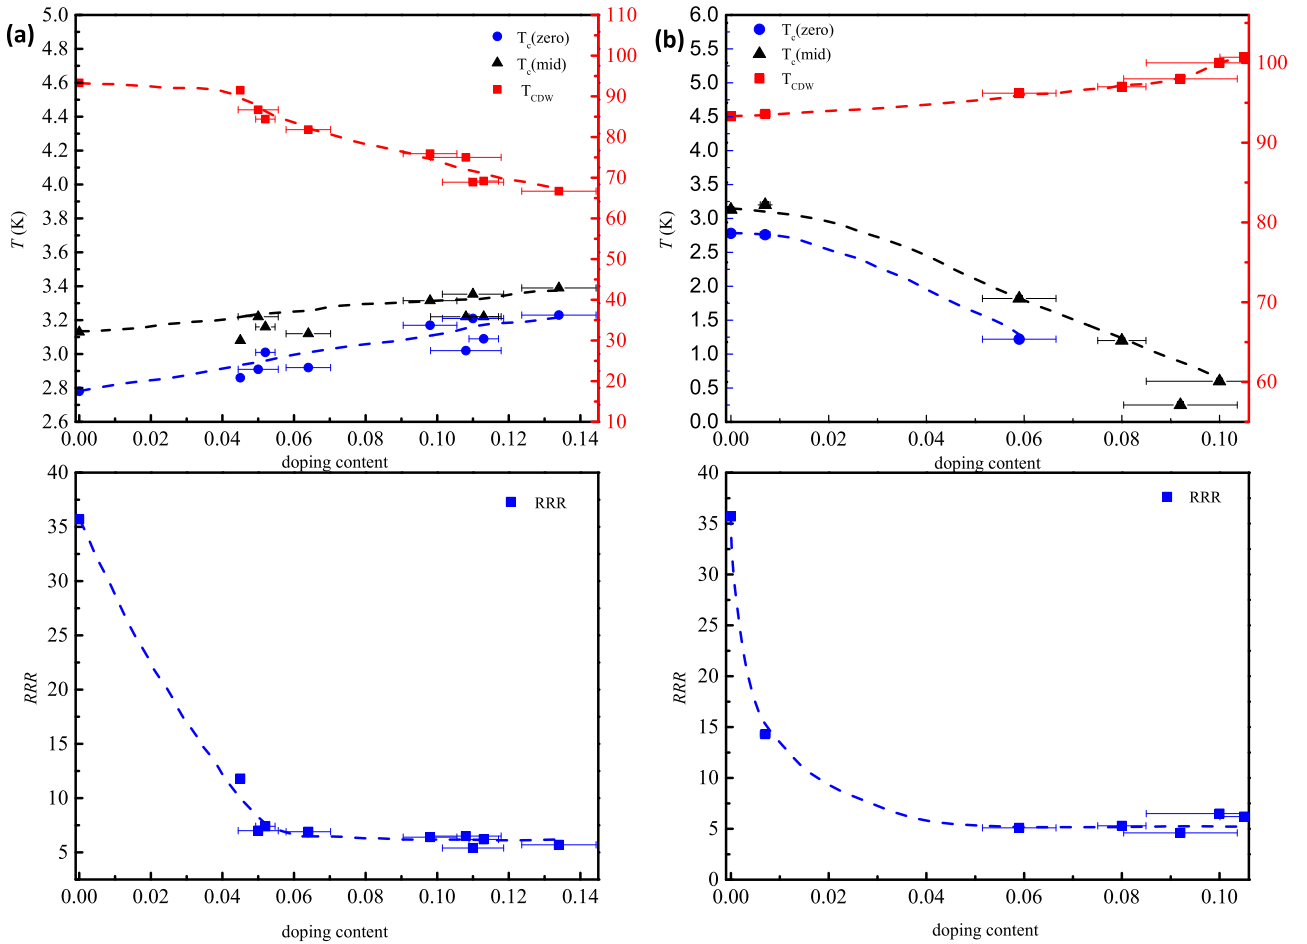 (a)
5.0
4.8
4.6
4.4
4.2
4.0
3.8
3.6
3.4
3.2
3.0
2.8
2.6
T (K)
110
100
90
80
70
60
50
40
30
20
10
Tc(zero)
Tc(mid)
TCDW
0.00 0.02 0.04 0.06 0.08 0.10 0.12 0.14
doping content
(b)
6.0
5.5
5.0
4.5
4.0
3.5
3.0
2.5
2.0
1.5
1.0
0.5
0.0
T (K)
100
90
80
70
60
Tc(zero)
Tc(mid)
TCDW
0.00 0.02 0.04 0.06 0.08 0.10
doping content
40
35
30
25
20
15
10
5
RRR
RRR
0.00 0.02 0.04 0.06 0.08 0.10 0.12 0.14
doping content
40
35
30
25
20
15
10
5
0
RRR
RRR
0.00 0.02 0.04 0.06 0.08 0.10
doping content